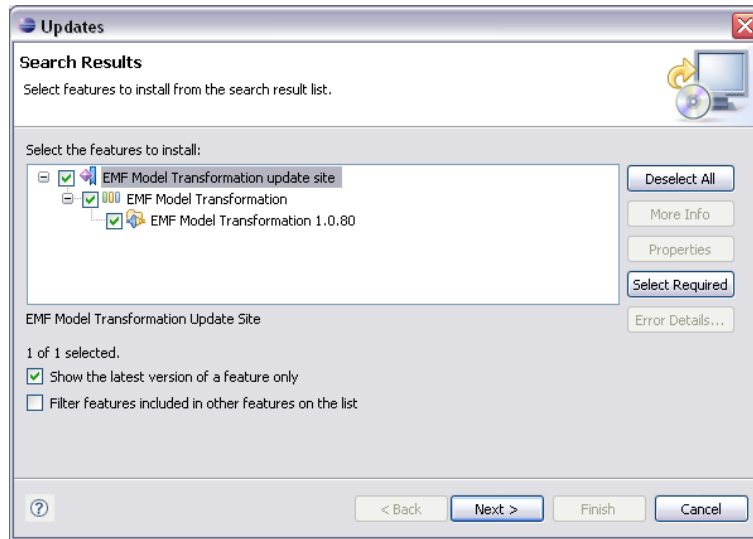 Updates
Search Results
Select features to install from the search result list.
Select the features to install:
EMF Model Transformation update site
EMF Model Transformation
EMF Model Transformation 1.0.80
Deselect All
More Info
Properties
Select Required
Error Details...
EMF Model Transformation Update Site
1 of 1 selected.
Show the latest version of a feature only
Filter features included in other features on the list
?
< Back
Next >
Finish
Cancel